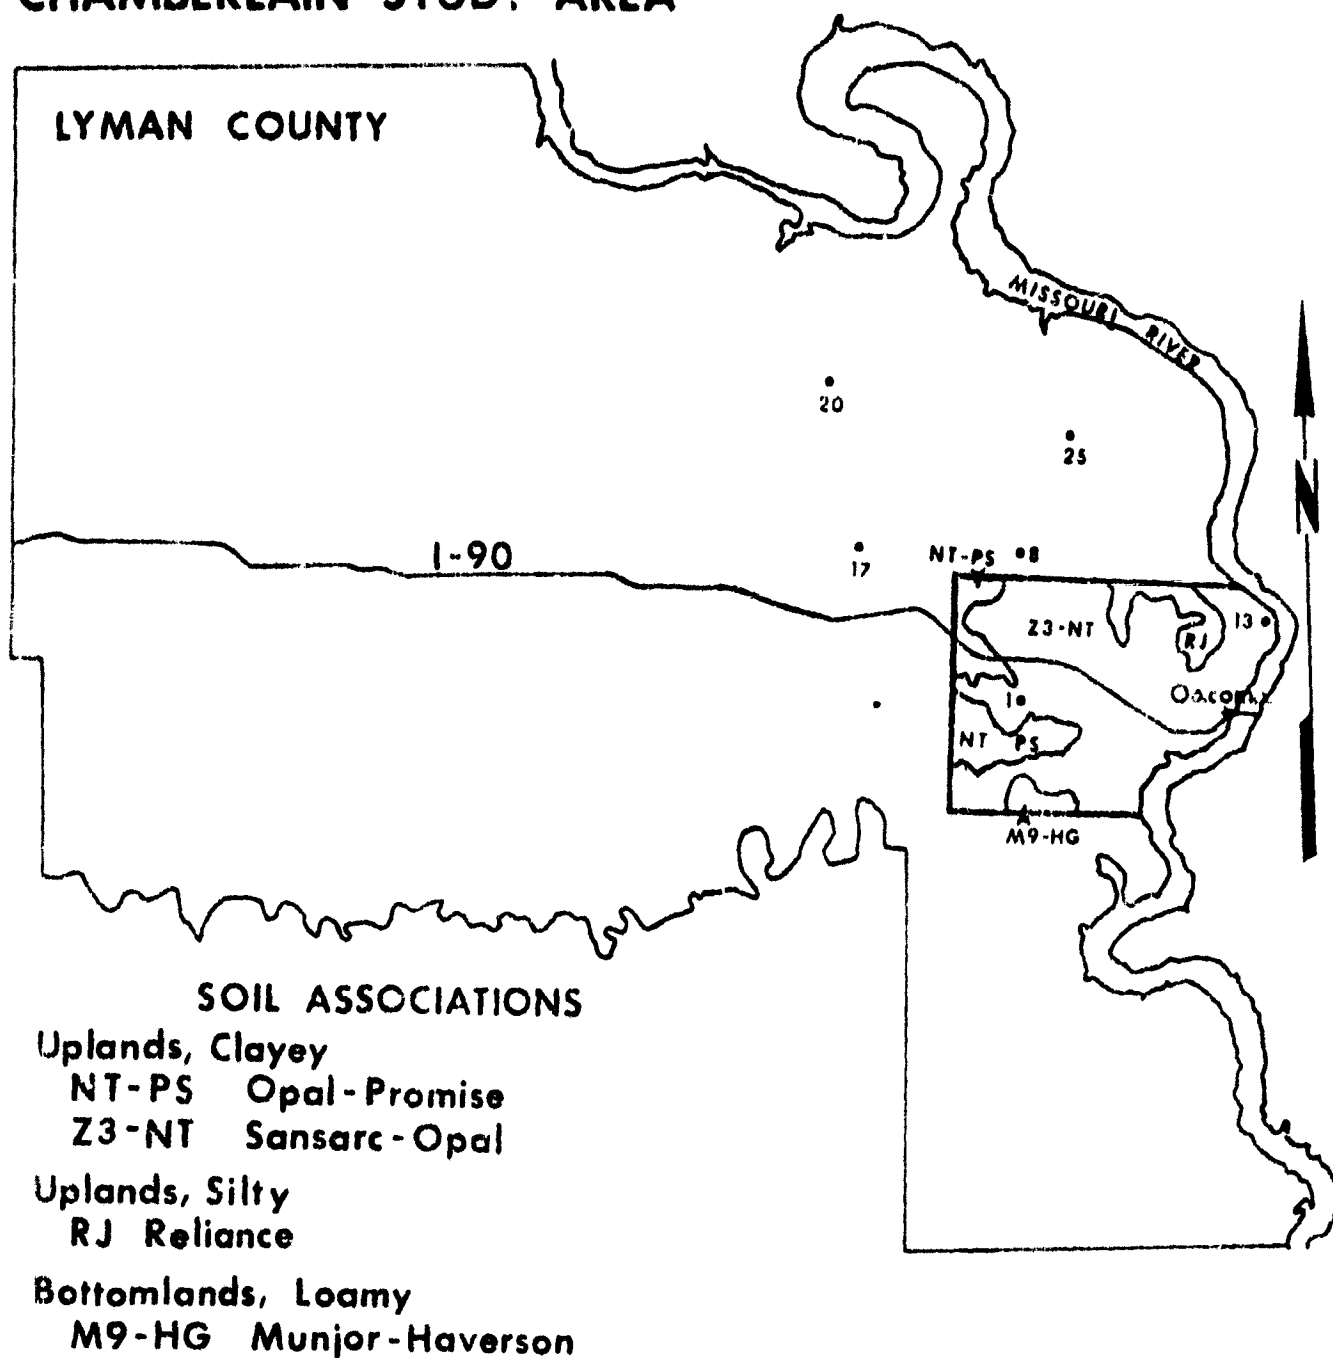 CHAMBERLAIN STUDY AREA
LYMAN COUNTY
MISSOURI RIVER
20
25
I-90
17
NT-PS
8
Z3-NT
RJ
13
N
1
NT PS
M9-HG
SOIL ASSOCIATIONS
Uplands, Clayey
NT-PS Opal-Promise
Z3-NT Sansarc-Opal
Uplands, Silty
RJ Reliance
Bottomlands, Loamy
M9-HG Munjor-Haverson